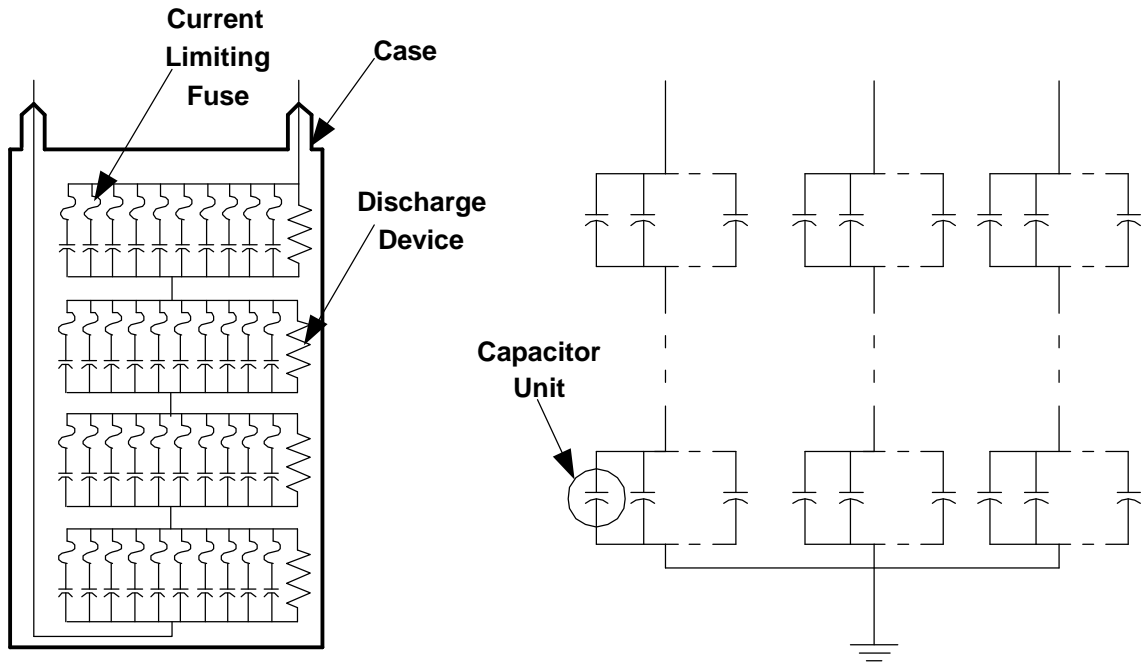 Current
Limiting
Fuse
Case
Discharge
Device
Capacitor
Unit